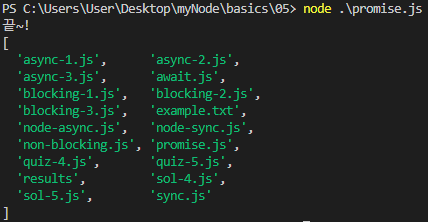 PS C:\Users\User\Desktop\myNode\basics\05> node .\promise.js
끝~!
[
  'async-1.js',      'async-2.js',
  'async-3.js',      'await.js',
  'blocking-1.js',   'blocking-2.js',
  'blocking-3.js',   'example.txt',
  'node-async.js',   'node-sync.js',
  'non-blocking.js', 'promise.js',
  'quiz-4.js',       'quiz-5.js',
  'results',         'sol-4.js',
  'sol-5.js',        'sync.js'
]